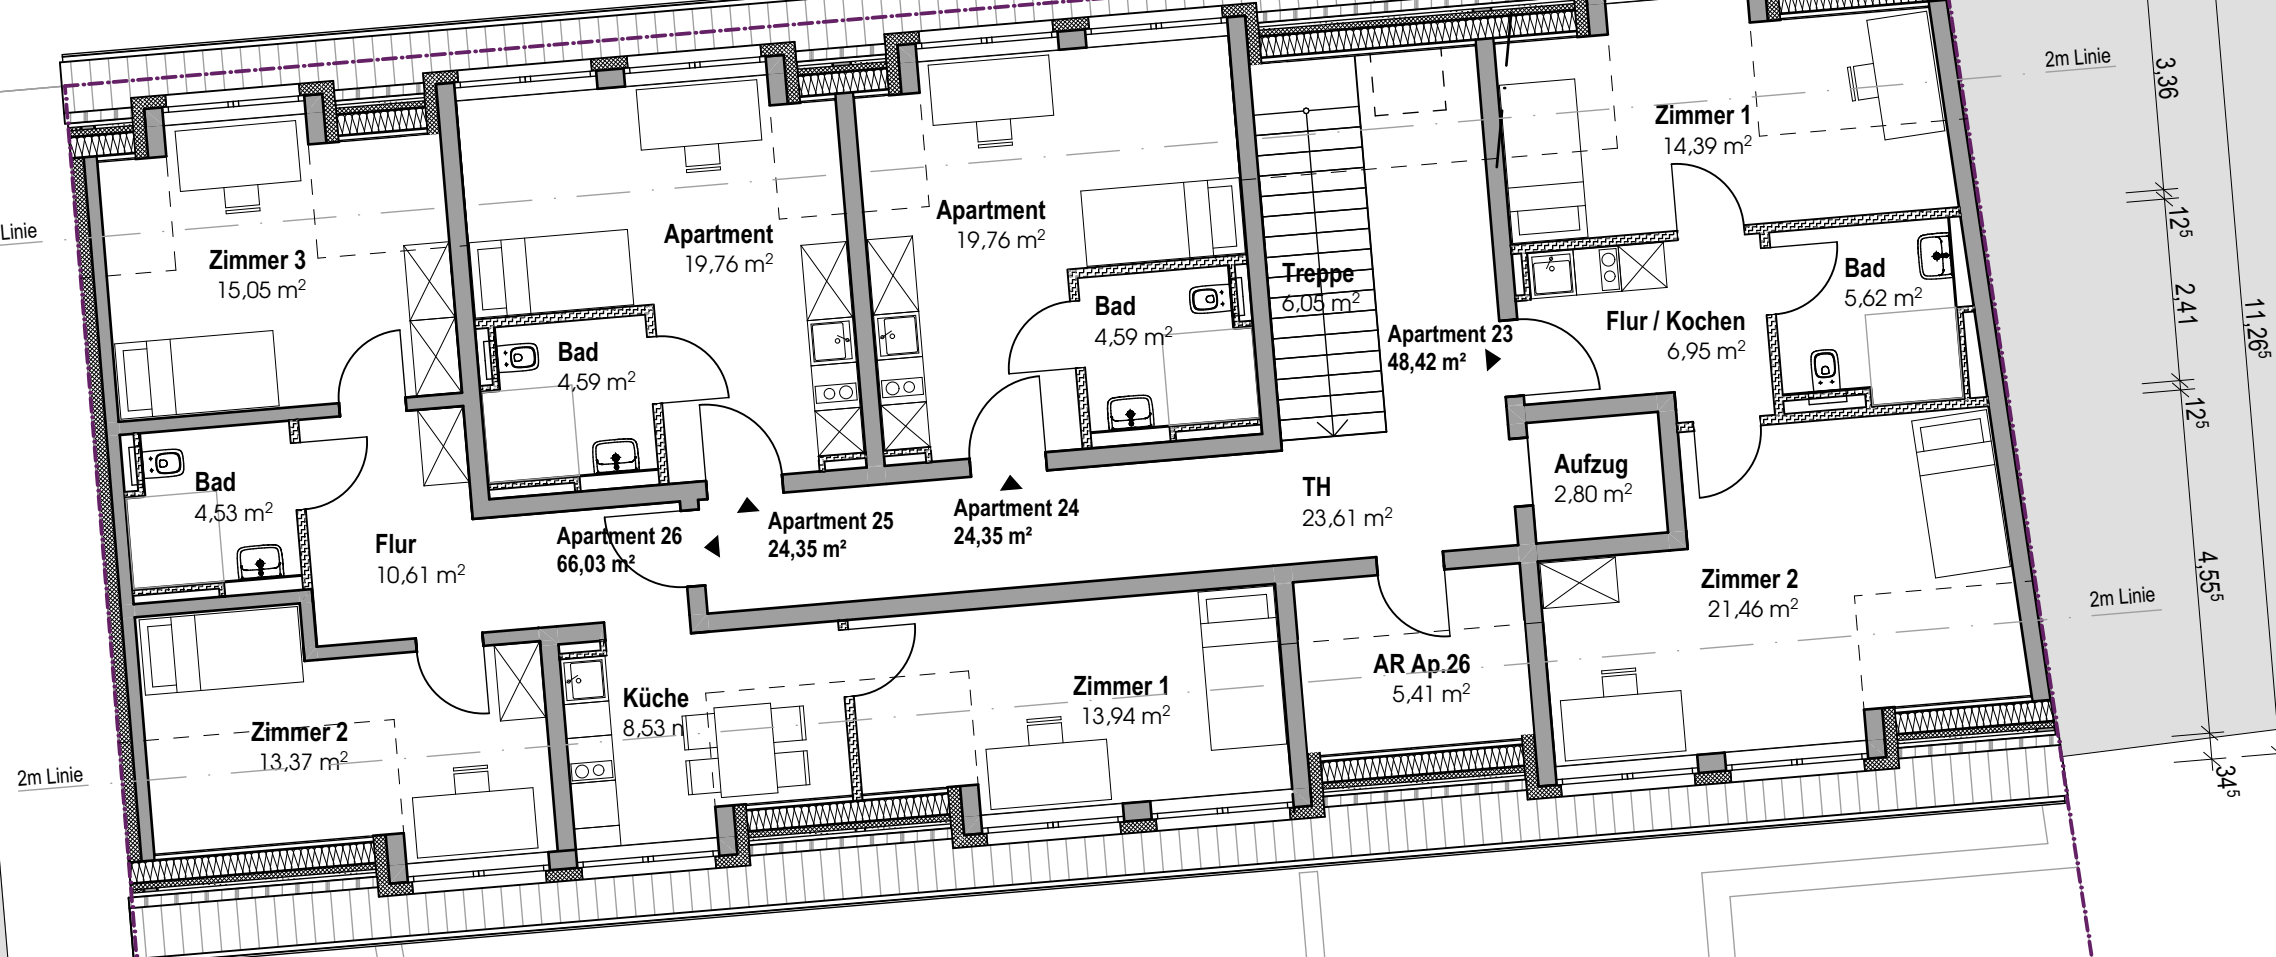 2m Linie
3,36
Zimmer 1
14,39 m²
Linie
Zimmer 3
15,05 m²
Apartment
19,76 m²
Apartment
19,76 m²
Treppe
6,05 m²
Bad
5,62 m²
12⁵
2,41
11,26⁵
Bad
4,59 m²
Bad
4,59 m²
Apartment 23
48,42 m²
Flur / Kochen
6,95 m²
12⁵
Bad
4,53 m²
Aufzug
2,80 m²
TH
23,61 m²
Apartment 24
24,35 m²
Apartment 25
24,35 m²
Apartment 26
66,03 m²
Flur
10,61 m²
Zimmer 2
21,46 m²
4,55⁵
2m Linie
AR Ap.26
5,41 m²
Zimmer 1
13,94 m²
Küche
8,53
Zimmer 2
13,37 m²
2m Linie
34⁵